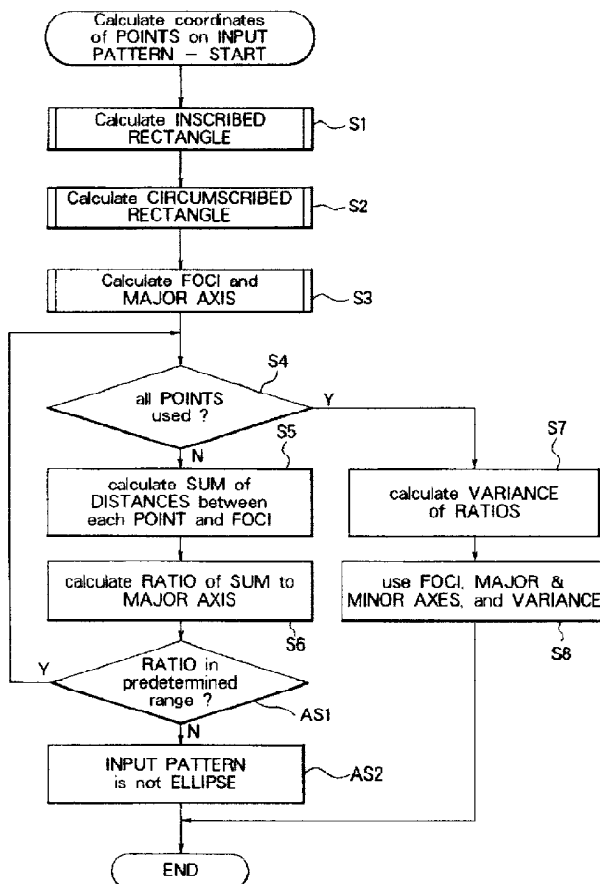 Calculate coordinates
of POINTS on INPUT
PATTERN - START
Calculate INSCRIBED
RECTANGLE
S1
Calculate CIRCUMSCRIBED
RECTANGLE
S2
Calculate FOCI and
MAJOR AXIS
S3
S4
all POINTS
used ?
Y
N
S5
calculate SUM of
DISTANCES between
each POINT and FOCI
calculate RATIO of SUM to
MAJOR AXIS
S6
Y
RATIO in
predetermined
range ?
AS1
N
INPUT PATTERN
is not ELLIPSE
AS2
S7
calculate VARIANCE
of RATIOS
use FOCI, MAJOR &
MINOR AXES, and VARIANCE
S8
END